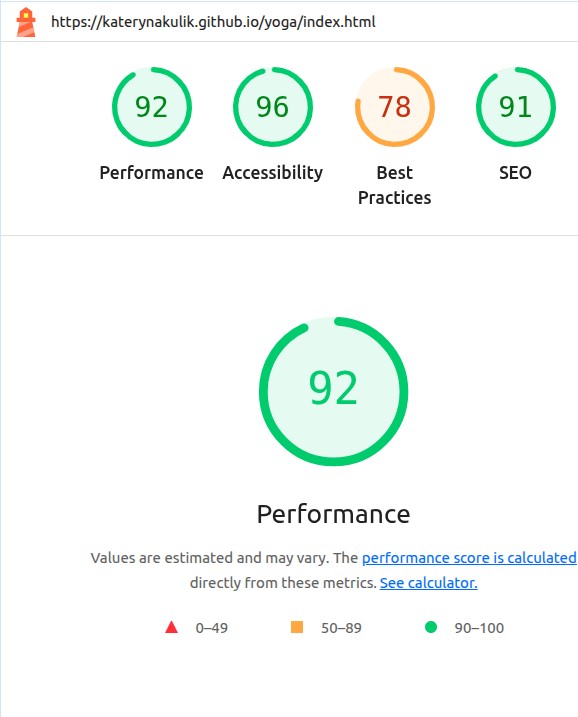 https://katerynakulik.github.io/yoga/index.html
92 96 78 91
Performance Accessibility Best Practices SEO
92
Performance
Values are estimated and may vary. The performance score is calculated
directly from these metrics. See calculator.
0–49 50–89 90–100